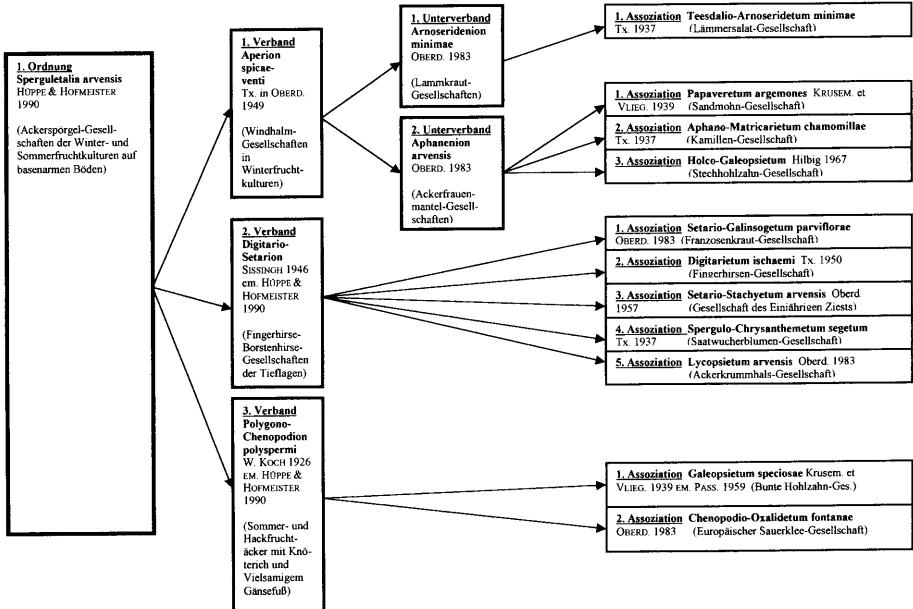 1. Ordnung
Sperguletalia arvensis
HÜPPE & HOFMEISTER
1990
(Ackerspörgel-Gesell-
schaften der Winter- und
Sommerfruchtkulturen auf
basenarmen Böden)
1. Verband
Aperion
spicae-
venti
TX. in OBERD.
1949
(Windhalm-
Gesellschaften
in
Winterfrucht-
kulturen)
2. Verband
Digitario-
Setarion
SISSINGH 1946
em. HÜPPE &
HOFMEISTER
1990
(Fingerhirse-
Borstenhirse-
Gesellschaften
der Tieflagen)
3. Verband
Polygono-
Chenopodion
polyspermi
W. KOCH 1926
EM. HÜPPE &
HOFMEISTER
1990
(Sommer- und
Hackfrucht-
äcker mit Knö-
terich und
Vielsamigem
Gänsefuß)
1. Unterverband
Arnoseridenion
minimae
OBERD. 1983
(Lammkraut-
Gesellschaften)
2. Unterverband
Aphanenion
arvensis
OBERD. 1983
(Ackerfrauen-
mantel-Gesell-
schaften)
1. Assoziation Teesdalio-Arnoseridetum minimae
TX. 1937 (Lämmersalat-Gesellschaft)
1. Assoziation Papaveretum argemones KRUSEM. et
VLIEG. 1939 (Sandmohn-Gesellschaft)
2. Assoziation Aphano-Matricarietum chamomillae
TX. 1937 (Kamillen-Gesellschaft)
3. Assoziation Holco-Galeopsietum Hilbig 1967
(Stechhohlzahn-Gesellschaft)
1. Assoziation Setario-Galinsogetum parviflorae
OBERD. 1983 (Franzosenkraut-Gesellschaft)
2. Assoziation Digitarietum ischaemi Tx. 1950
(Fingerhirsen-Gesellschaft)
3. Assoziation Setario-Stachyetum arvensis Oberd.
1957 (Gesellschaft des Einjährigen Ziests)
4. Assoziation Spergulo-Chrysanthemetum segetum
TX. 1937 (Saatwucherblumen-Gesellschaft)
5. Assoziation Lycopsietum arvensis Oberd. 1983
(Ackerkrummhals-Gesellschaft)
1. Assoziation Galeopsietum speciosae Krusem. et
VLIEG. 1939 EM. PASS. 1959 (Bunte Hohlzahn-Ges.)
2. Assoziation Chenopodio-Oxalidetum fontanae
OBERD. 1983 (Europäischer Sauerklee-Gesellschaft)